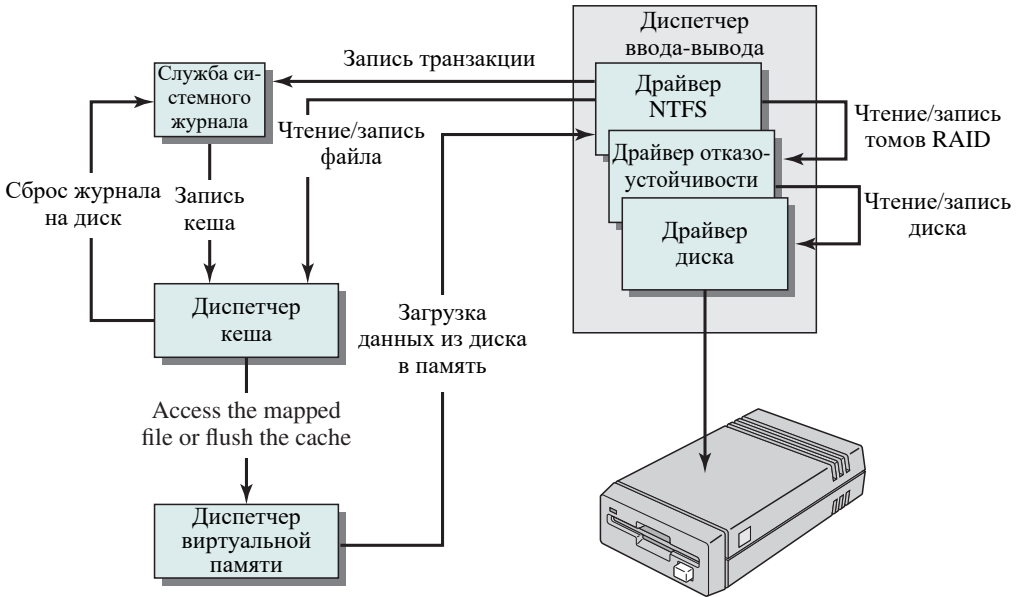 Диспетчер
ввода-вывода
Запись транзакции
Служба си-
стемного
журнала
Драйвер
NTFS
Чтение/запись
файла
Чтение/запись
томов RAID
Драйвер отказо-
устойчивости
Сброс журнала
на диск
Запись
кеша
Чтение/запись
диска
Драйвер
диска
Диспетчер
кеша
Загрузка
данных из диска
в память
Access the mapped
file or flush the cache
Диспетчер
виртуальной
памяти